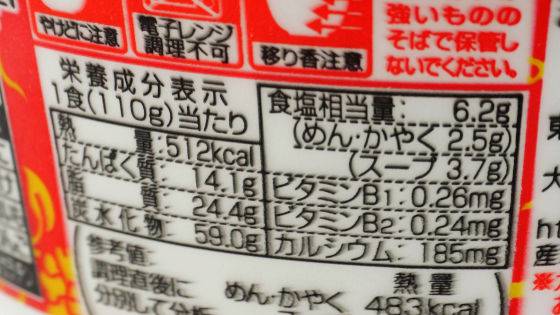 やけどに注意
電子レンジ
調理不可
移り香注意
強いものの
そばで保管し
ないでください。
栄養成分表示
1食(110g)当たり
熱量:512kcal
たんぱく質:14.1g
脂質:24.4g
炭水化物:59.0g
食塩相当量:6.2g
(めん・かやく 2.5g)
(スープ 3.7g)
ビタミンB1:0.26mg
ビタミンB2:0.24mg
カルシウム:185mg
参考値:
調理直後に
分別して分析
熱量
めん・かやく 483kcal